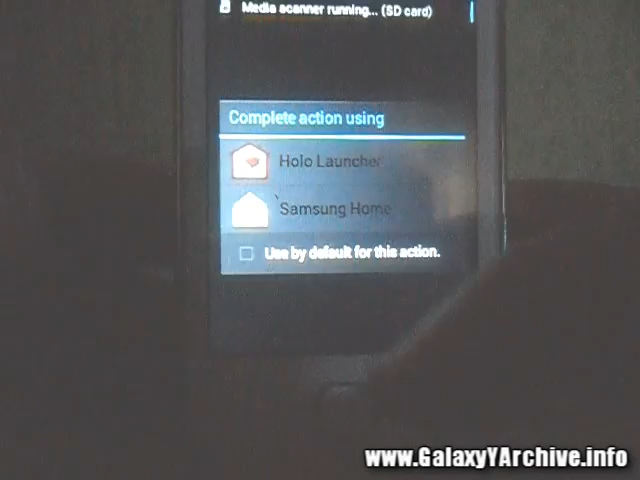 Media scanner running... (SD card)
Complete action using
Holo Launcher
Samsung Home
Use by default for this action.
www.GalaxyYArchive.info